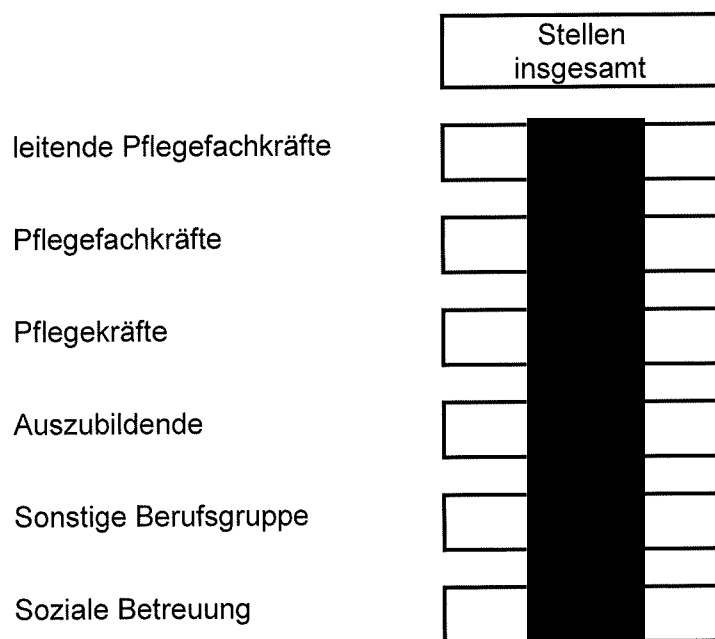 Stellen
insgesamt
leitende Pflegefachkräfte
Pflegefachkräfte
Pflegekräfte
Auszubildende
Sonstige Berufsgruppe
Soziale Betreuung